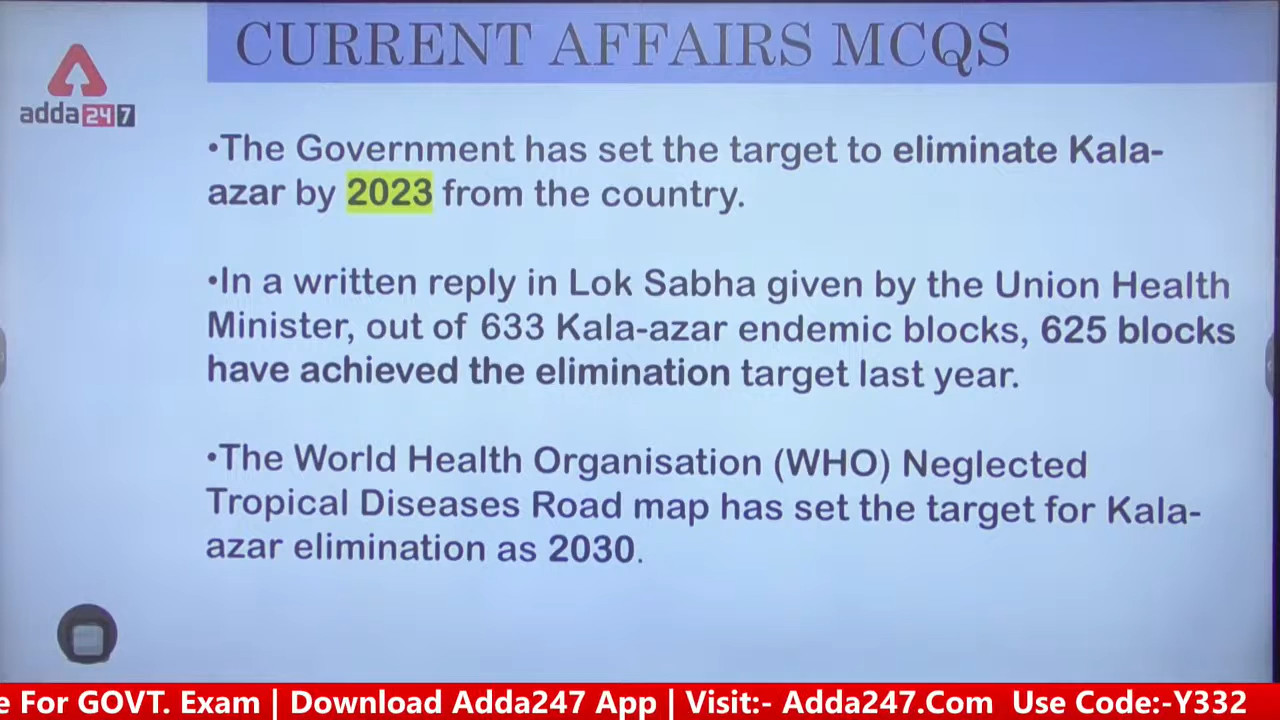 CURRENT AFFAIRS MCQS
adda247
•The Government has set the target to eliminate Kala-
azar by 2023 from the country.
•In a written reply in Lok Sabha given by the Union Health
Minister, out of 633 Kala-azar endemic blocks, 625 blocks
have achieved the elimination target last year.
•The World Health Organisation (WHO) Neglected
Tropical Diseases Road map has set the target for Kala-
azar elimination as 2030.
e For GOVT. Exam | Download Adda247 App | Visit:- Adda247.Com Use Code:-Y332